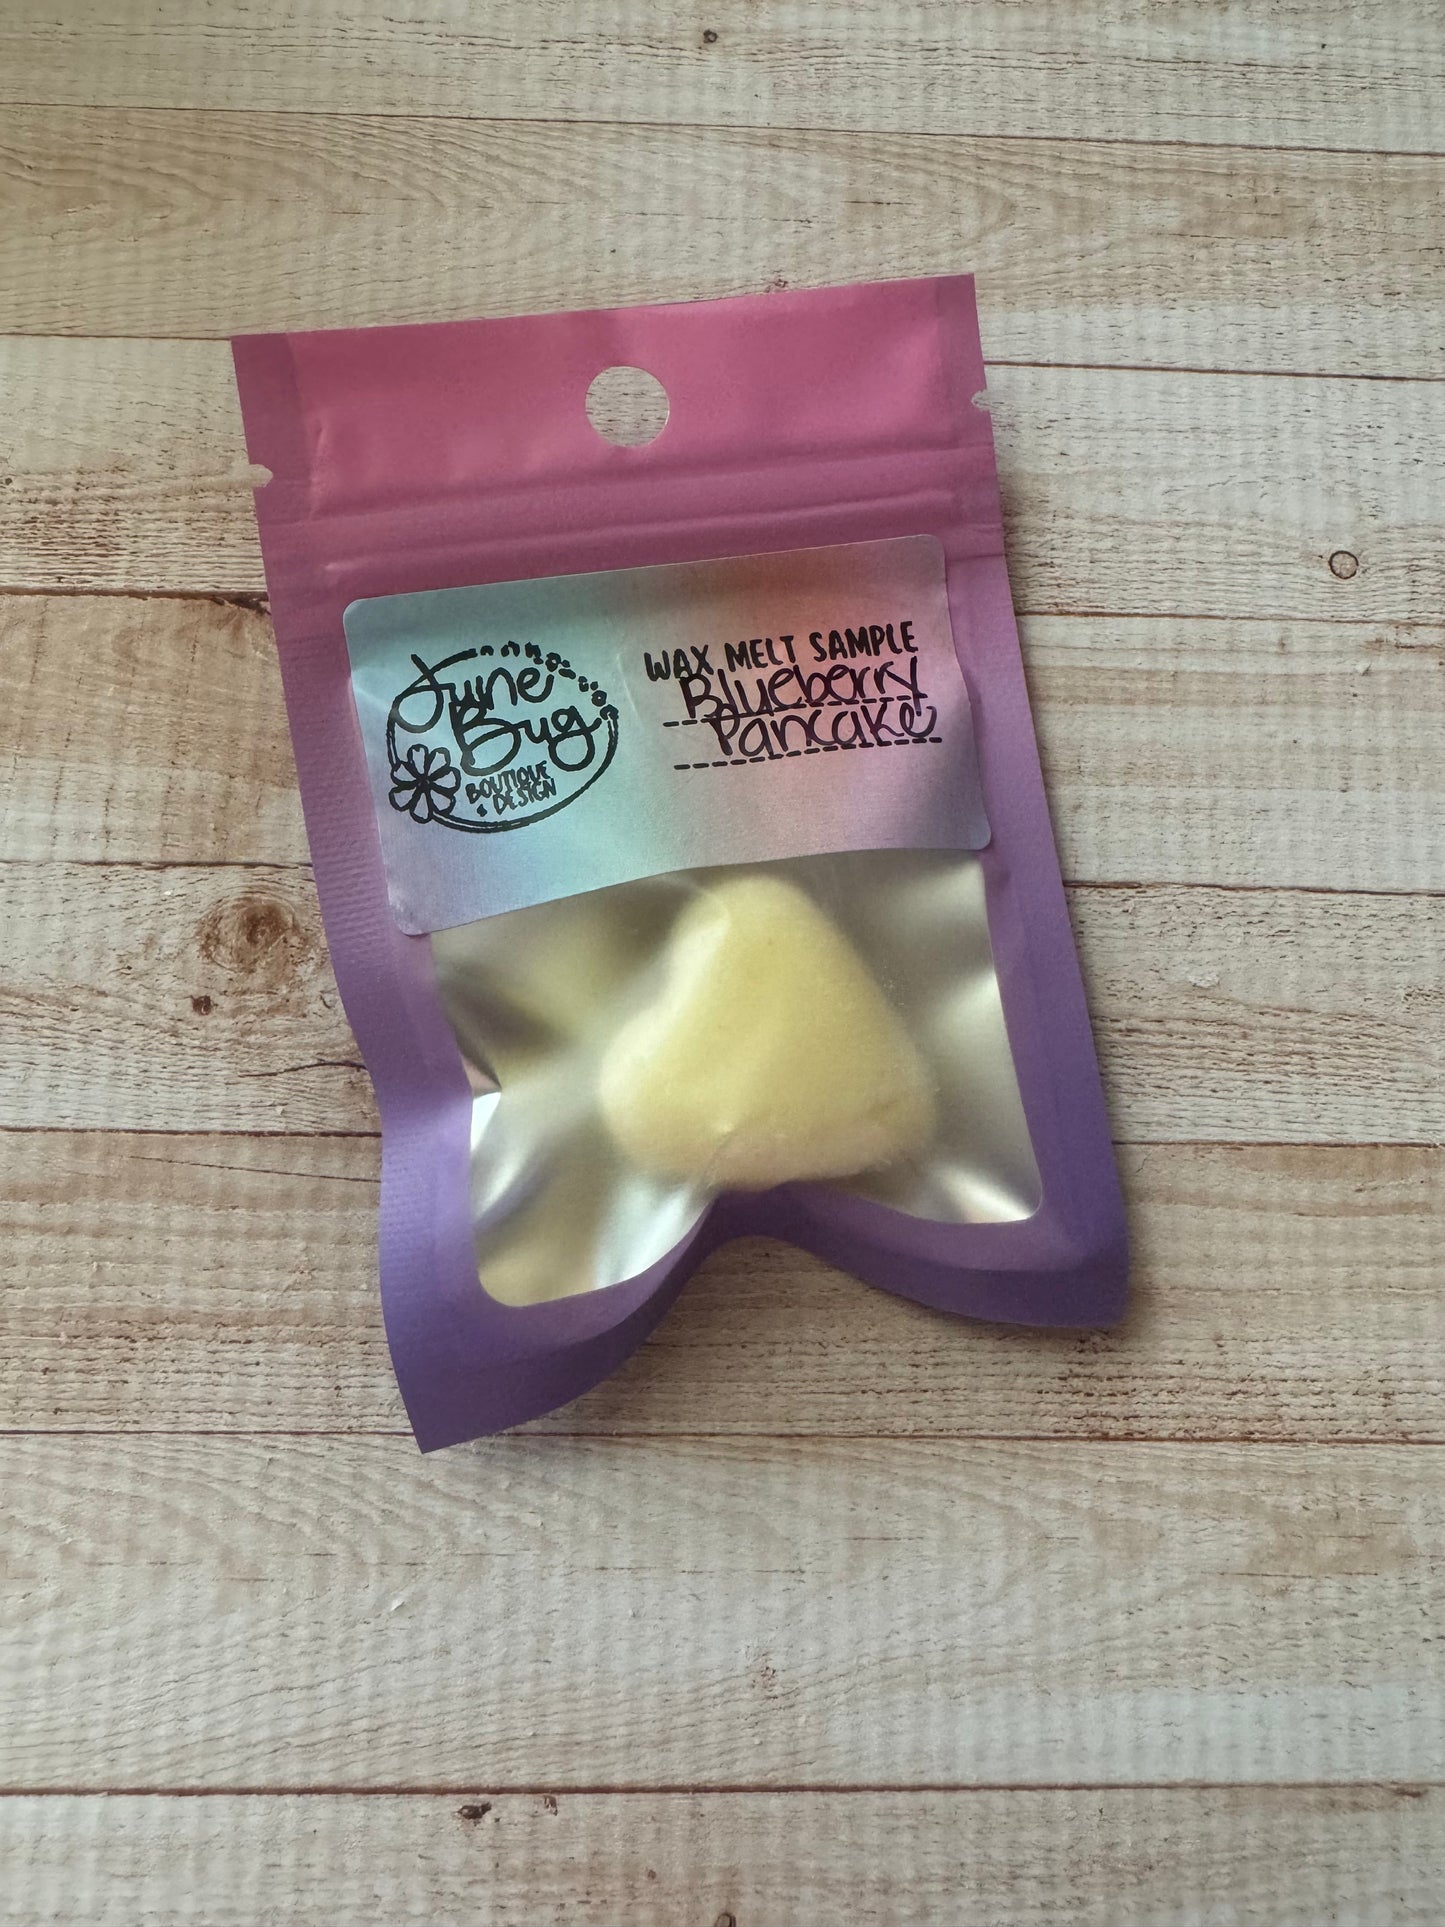 June
Bug
BOUTIQUE
+ DESIGN
WAX MELT SAMPLE
Blueberry
Pancake